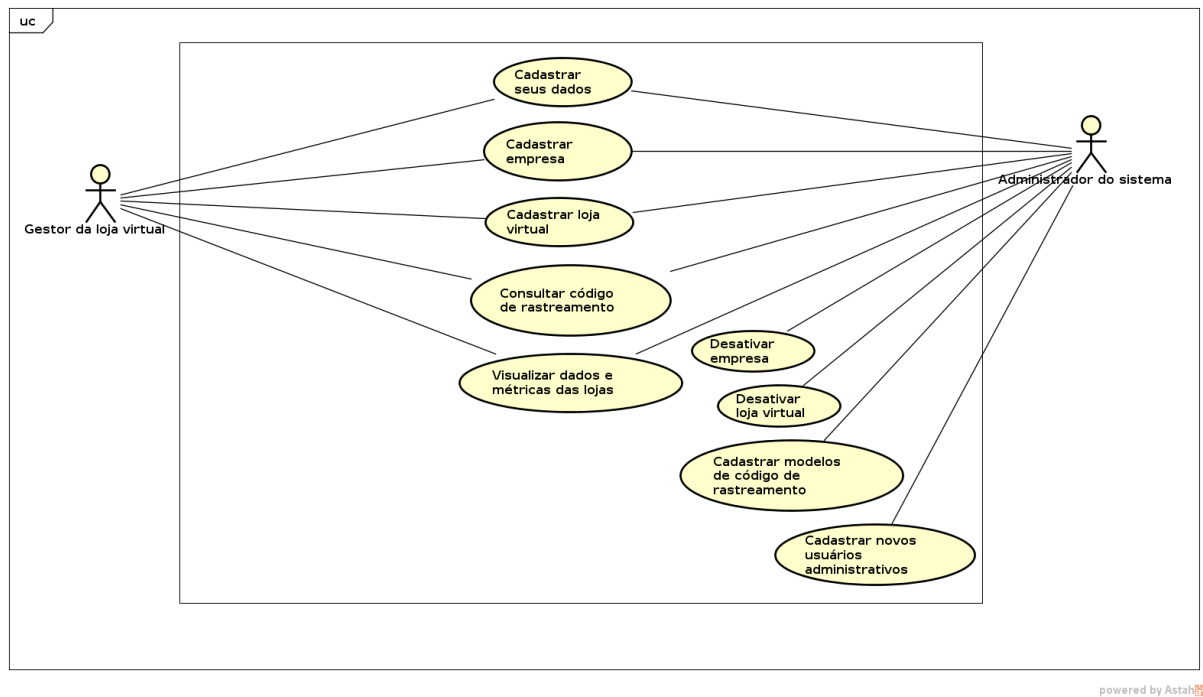 uc
Cadastrar
seus dados
Cadastrar
empresa
Administrador do sistema
Gestor da loja virtual
Cadastrar loja
virtual
Consultar código
de rastreamento
Desativar
empresa
Visualizar dados e
métricas das lojas
Desativar
loja virtual
Cadastrar modelos
de código de
rastreamento
Cadastrar novos
usuários
administrativos
powered by Astah